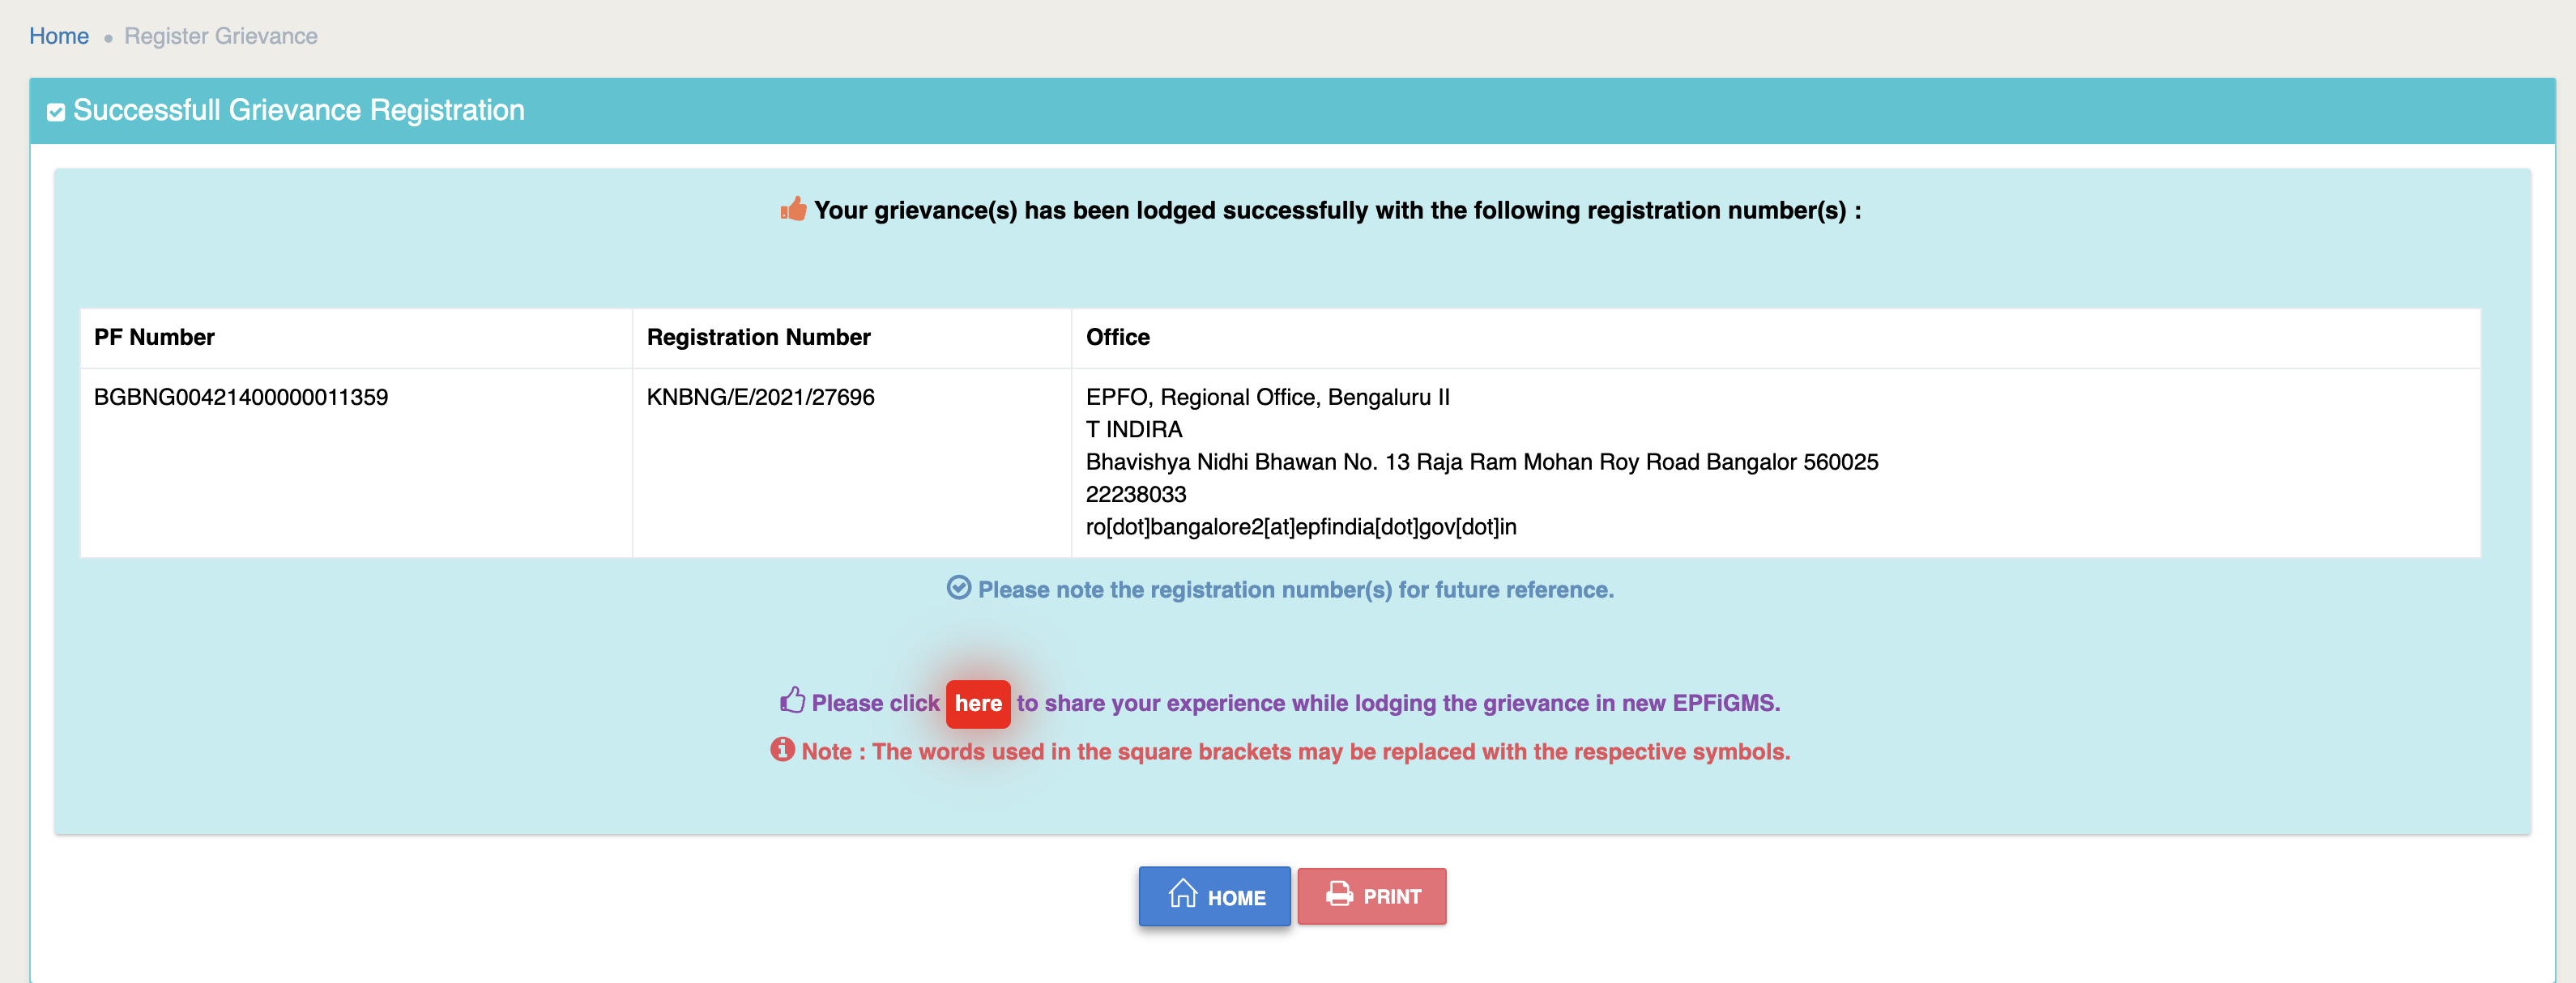 Home • Register Grievance
Successfull Grievance Registration
Your grievance(s) has been lodged successfully with the following registration number(s) :
PF Number Registration Number Office
BGBNG00421400000011359 KNBNG/E/2021/27696 EPFO, Regional Office, Bengaluru II
T INDIRA
Bhavishya Nidhi Bhawan No. 13 Raja Ram Mohan Roy Road Bangalor 560025
22238033
ro[dot]bangalore2[at]epfindia[dot]gov[dot]in
Please note the registration number(s) for future reference.
Please click here to share your experience while lodging the grievance in new EPFiGMS.
Note : The words used in the square brackets may be replaced with the respective symbols.
HOME PRINT